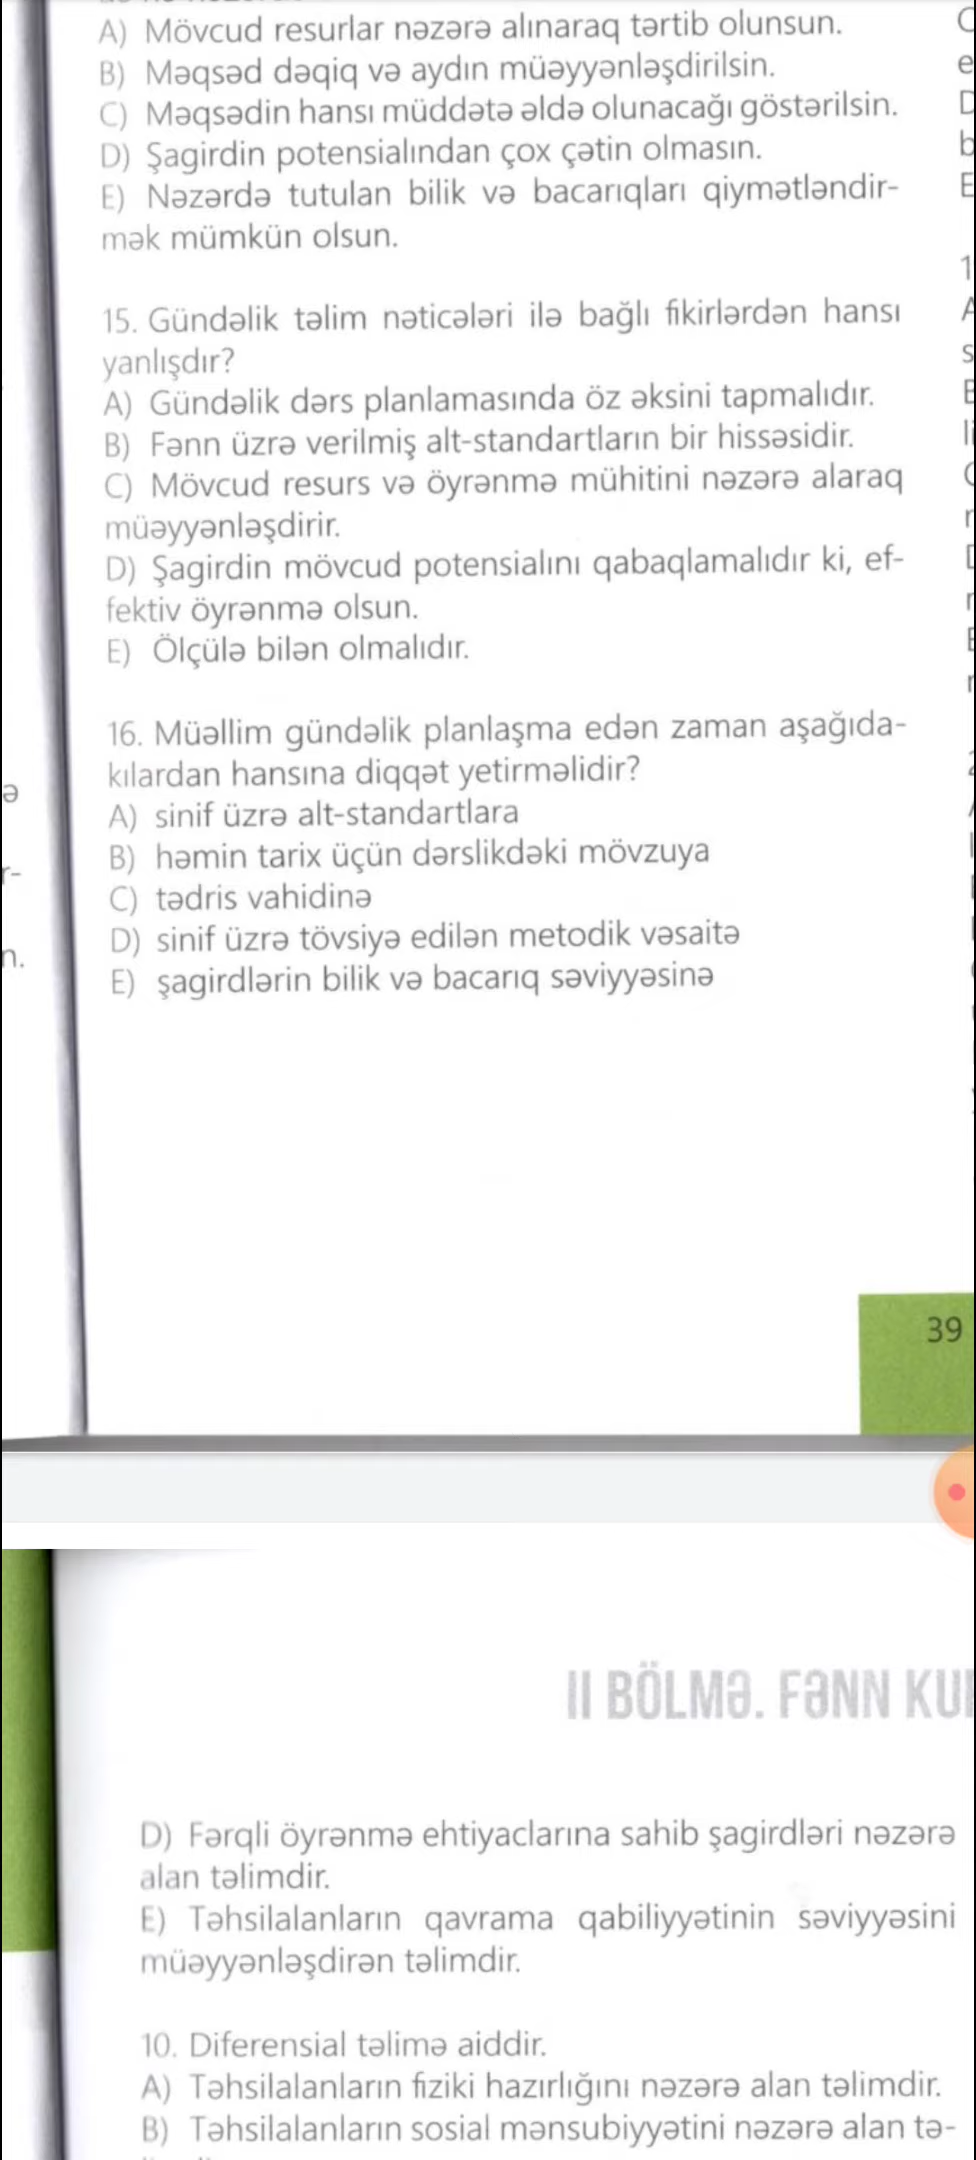 A) Mövcud resurlar nəzərə alınaraq tərtib olunsun.
B) Məqsəd dəqiq və aydın müəyyənləşdirilsin.
C) Məqsədin hansı müddətə əldə olunacağı göstərilsin.
D) Şagirdin potensialından çox çətin olmasın.
E) Nəzərdə tutulan bilik və bacarıqları qiymətləndir-
mək mümkün olsun.
15. Gündəlik təlim nəticələri ilə bağlı fikirlərdən hansı
yanlışdır?
A) Gündəlik dərs planlamasında öz əksini tapmalıdır.
B) Fənn üzrə verilmiş alt-standartların bir hissəsidir.
C) Mövcud resurs və öyrənmə mühitini nəzərə alaraq
müəyyənləşdirir.
D) Şagirdin mövcud potensialını qabaqlamalıdır ki, ef-
fektiv öyrənmə olsun.
E) Ölçülə bilən olmalıdır.
16. Müəllim gündəlik planlaşma edən zaman aşağıda-
kılardan hansına diqqət yetirməlidir?
A) sinif üzrə alt-standartlara
B) həmin tarix üçün dərslikdəki mövzuya
C) tədris vahidinə
D) sinif üzrə tövsiyə edilən metodik vəsaitə
E) şagirdlərin bilik və bacarıq səviyyəsinə
ə
r-
n.
39
II BÖLMƏ. FƏNN KU
D) Fərqli öyrənmə ehtiyaclarına sahib şagirdləri nəzərə
alan təlimdir.
E) Təhsilalanların qavrama qabiliyyətinin səviyyəsini
müəyyənləşdirən təlimdir.
10. Diferensial təlimə aiddir.
A) Təhsilalanların fiziki hazırlığını nəzərə alan təlimdir.
B) Təhsilalanların sosial mənsubiyyətini nəzərə alan tə-